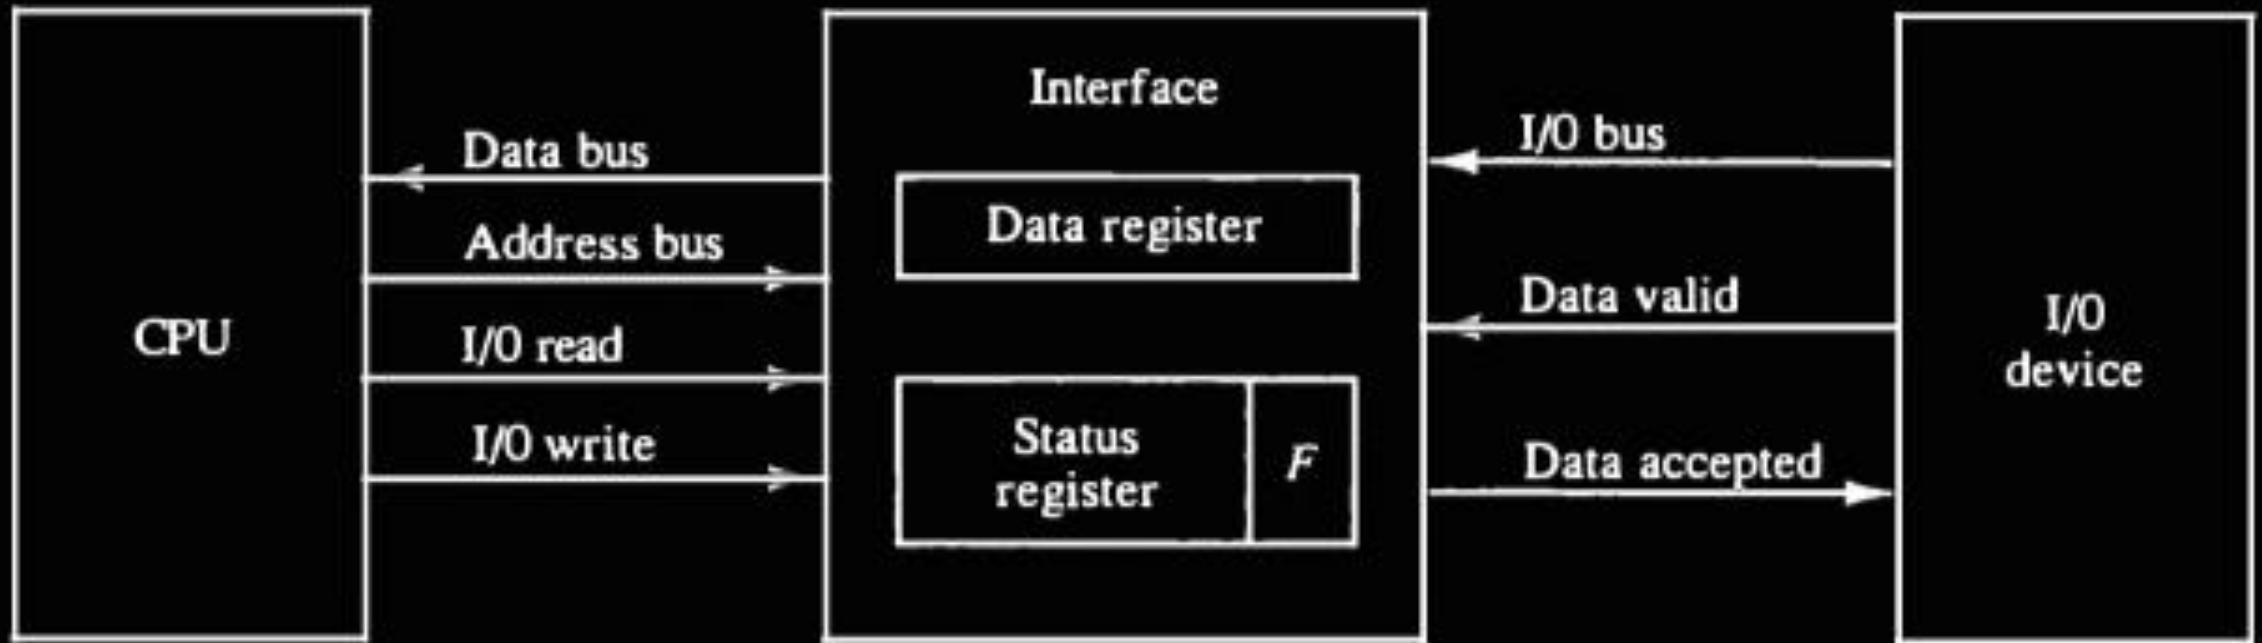 CPU
Data bus
Address bus
I/O read
I/O write
Interface
Data register
Status
register
F
I/O bus
Data valid
Data accepted
I/O
device